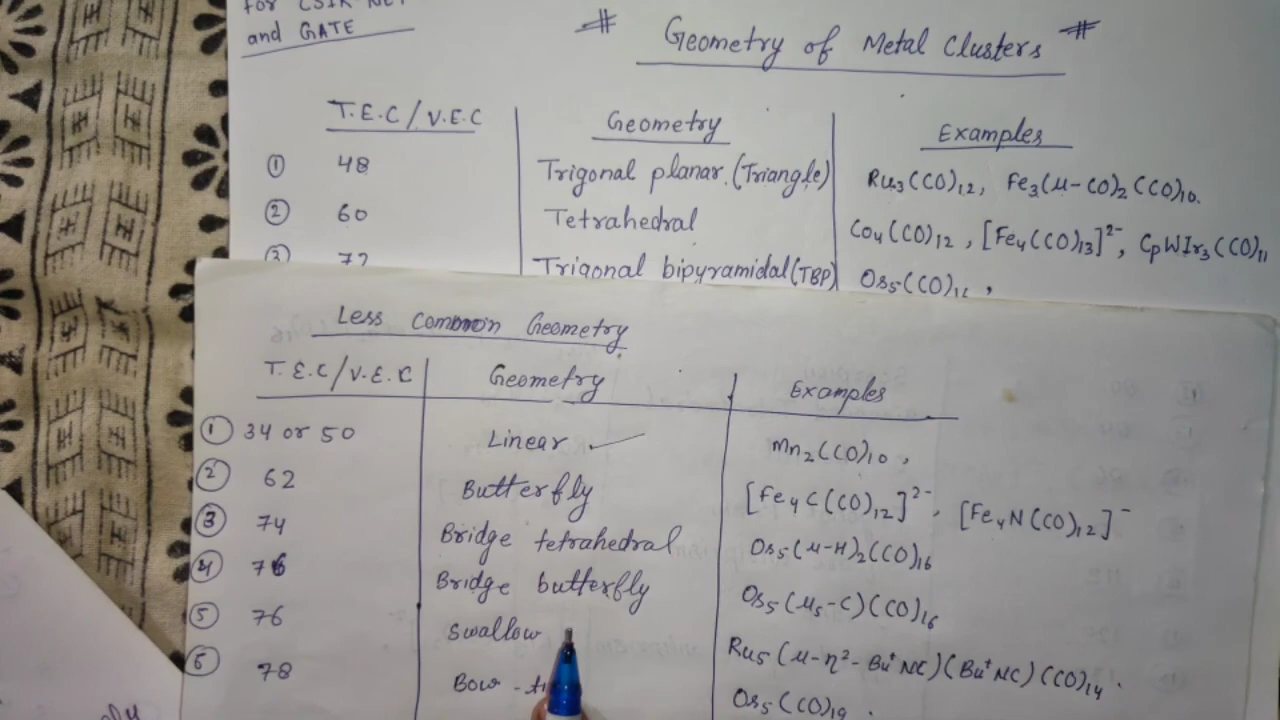 For CSIR NET
and GATE
# Geometry of Metal Clusters #
T.E.C/V.E.C Geometry Examples
① 48 Trigonal planar (Triangle) Ru₃(CO)₁₂, Fe₃(μ-CO)₂(CO)₁₀.
② 60 Tetrahedral Co₄(CO)₁₂, [Fe₄(CO)₁₃]²⁻, CpWIr₃(CO)₁₁
③ 72 Trigonal bipyramidal (TBP) Os₅(CO)₁₆,
Less Common Geometry
T.E.C/V.E.C Geometry Examples
① 34 or 50 Linear Mn₂(CO)₁₀,
② 62 Butterfly [Fe₄C(CO)₁₂]²⁻, [Fe₄N(CO)₁₂]⁻
③ 74 Bridge tetrahedral Os₅(μ-H)₂(CO)₁₆
④ 76 Bridge butterfly Os₅(μ₅-C)(CO)₁₆
⑤ 76 Swallow Ru₅(μ-η²-BuᵗNC)(BuᵗNC)(CO)₁₄.
⑥ 78 Bow- Os₅(CO)₁₉.